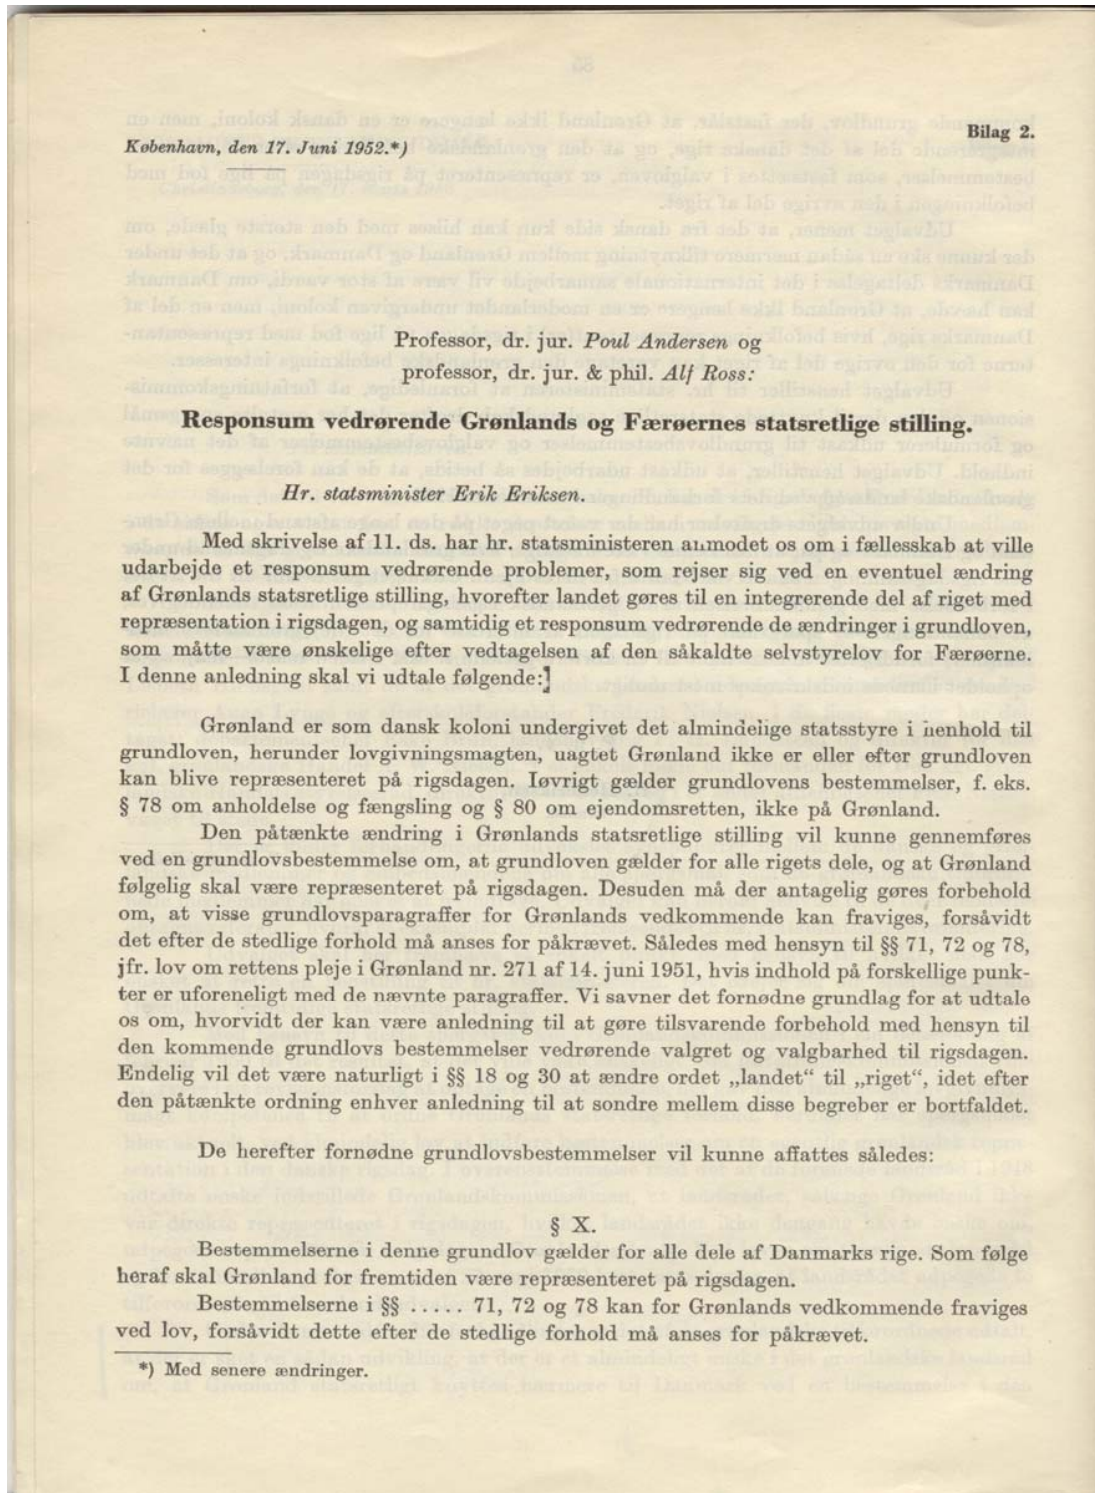 Bilag 2.
København, den 17. Juni 1952.*)
Professor, dr. jur. Poul Andersen og
professor, dr. jur. & phil. Alf Ross:
Responsum vedrørende Grønlands og Færøernes statsretlige stilling.
Hr. statsminister Erik Eriksen.
Med skrivelse af 11. ds. har hr. statsministeren anmodet os om i fællesskab at ville
udarbejde et responsum vedrørende problemer, som rejser sig ved en eventuel ændring
af Grønlands statsretlige stilling, hvorefter landet gøres til en integrerende del af riget med
repræsentation i rigsdagen, og samtidig et responsum vedrørende de ændringer i grundloven,
som måtte være ønskelige efter vedtagelsen af den såkaldte selvstyrelov for Færøerne.
I denne anledning skal vi udtale følgende:]
Grønland er som dansk koloni undergivet det almindelige statsstyre i henhold til
grundloven, herunder lovgivningsmagten, uagtet Grønland ikke er eller efter grundloven
kan blive repræsenteret på rigsdagen. Iøvrigt gælder grundlovens bestemmelser, f. eks.
§ 78 om anholdelse og fængsling og § 80 om ejendomsretten, ikke på Grønland.
Den påtænkte ændring i Grønlands statsretlige stilling vil kunne gennemføres
ved en grundlovsbestemmelse om, at grundloven gælder for alle rigets dele, og at Grønland
følgelig skal være repræsenteret på rigsdagen. Desuden må der antagelig gøres forbehold
om, at visse grundlovsparagraffer for Grønlands vedkommende kan fraviges, forsåvidt
det efter de stedlige forhold må anses for påkrævet. Således med hensyn til §§ 71, 72 og 78,
jfr. lov om rettens pleje i Grønland nr. 271 af 14. juni 1951, hvis indhold på forskellige punk-
ter er uforeneligt med de nævnte paragraffer. Vi savner det fornødne grundlag for at udtale
os om, hvorvidt der kan være anledning til at gøre tilsvarende forbehold med hensyn til
den kommende grundlovs bestemmelser vedrørende valgret og valgbarhed til rigsdagen.
Endelig vil det være naturligt i §§ 18 og 30 at ændre ordet „landet“ til „riget“, idet efter
den påtænkte ordning enhver anledning til at sondre mellem disse begreber er bortfaldet.
De herefter fornødne grundlovsbestemmelser vil kunne affattes således:
§ X.
Bestemmelserne i denne grundlov gælder for alle dele af Danmarks rige. Som følge
heraf skal Grønland for fremtiden være repræsenteret på rigsdagen.
Bestemmelserne i §§ ..... 71, 72 og 78 kan for Grønlands vedkommende fraviges
ved lov, forsåvidt dette efter de stedlige forhold må anses for påkrævet.
*) Med senere ændringer.